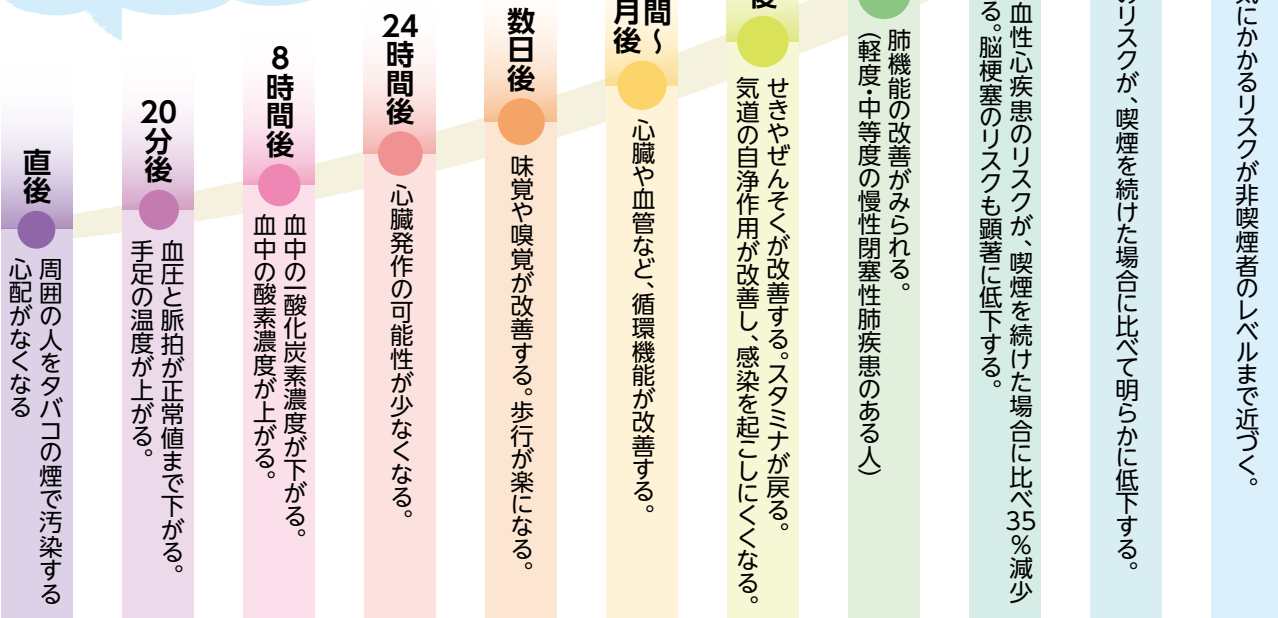 直後
周囲の人をタバコの煙で汚染する
心配がなくなる
20
分後
血圧と脈拍が正常値まで下がる。
手足の温度が上がる。
8
時間後
血中の一酸化炭素濃度が下がる。
血中の酸素濃度が上がる。
24
時間後
心臓発作の可能性が少なくなる。
数日後
味覚や嗅覚が改善する。歩行が楽になる。
間〜
月後
心臓や血管など、循環機能が改善する。
後
せきやぜんそくが改善する。スタミナが戻る。
気道の自浄作用が改善し、感染を起こしにくくなる。
肺機能の改善がみられる。
（軽度・中等度の慢性閉塞性肺疾患のある人）
血性心疾患のリスクが、喫煙を続けた場合に比べ35%減少
る。脳梗塞のリスクも顕著に低下する。
のリスクが、喫煙を続けた場合に比べて明らかに低下する。
にかかるリスクが非喫煙者のレベルまで近づく。